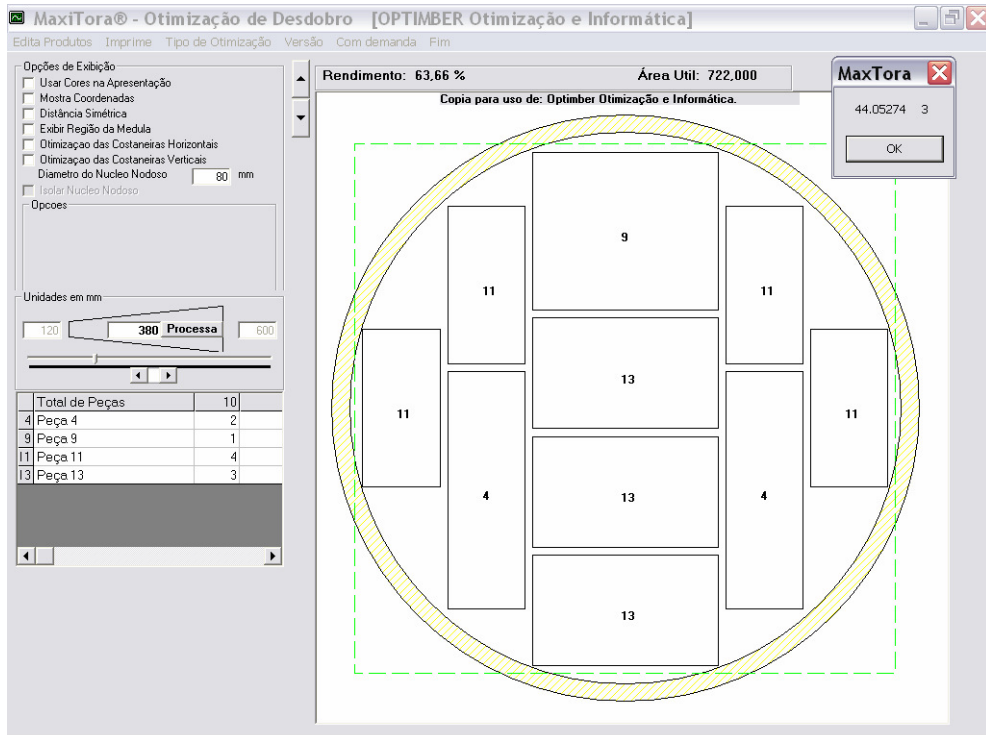 MaxiTora® - Otimização de Desdobro [OPTIMBER Otimização e Informática]
Edita Produtos Imprime Tipo de Otimização Versão Com demanda Fim
Opções de Exibição
Usar Cores na Apresentação
Mostra Coordenadas
Distância Simétrica
Exibir Região da Medula
Otimização das Costaneiras Horizontais
Otimizaçao das Costaneiras Verticais
Diametro do Nucleo Nodoso 80 mm
Isolar Nucleo Nodoso
Opcoes
Unidades em mm
120 380 Processa 600
Total de Peças 10
4 Peça 4 2
9 Peça 9 1
11 Peça 11 4
13 Peça 13 3
Rendimento: 63,66 % Área Util: 722,000
Copia para uso de: Optimber Otimização e Informática.
MaxTora
44.05274 3
OK
9
11 11
13
11 11
4 13 4
13